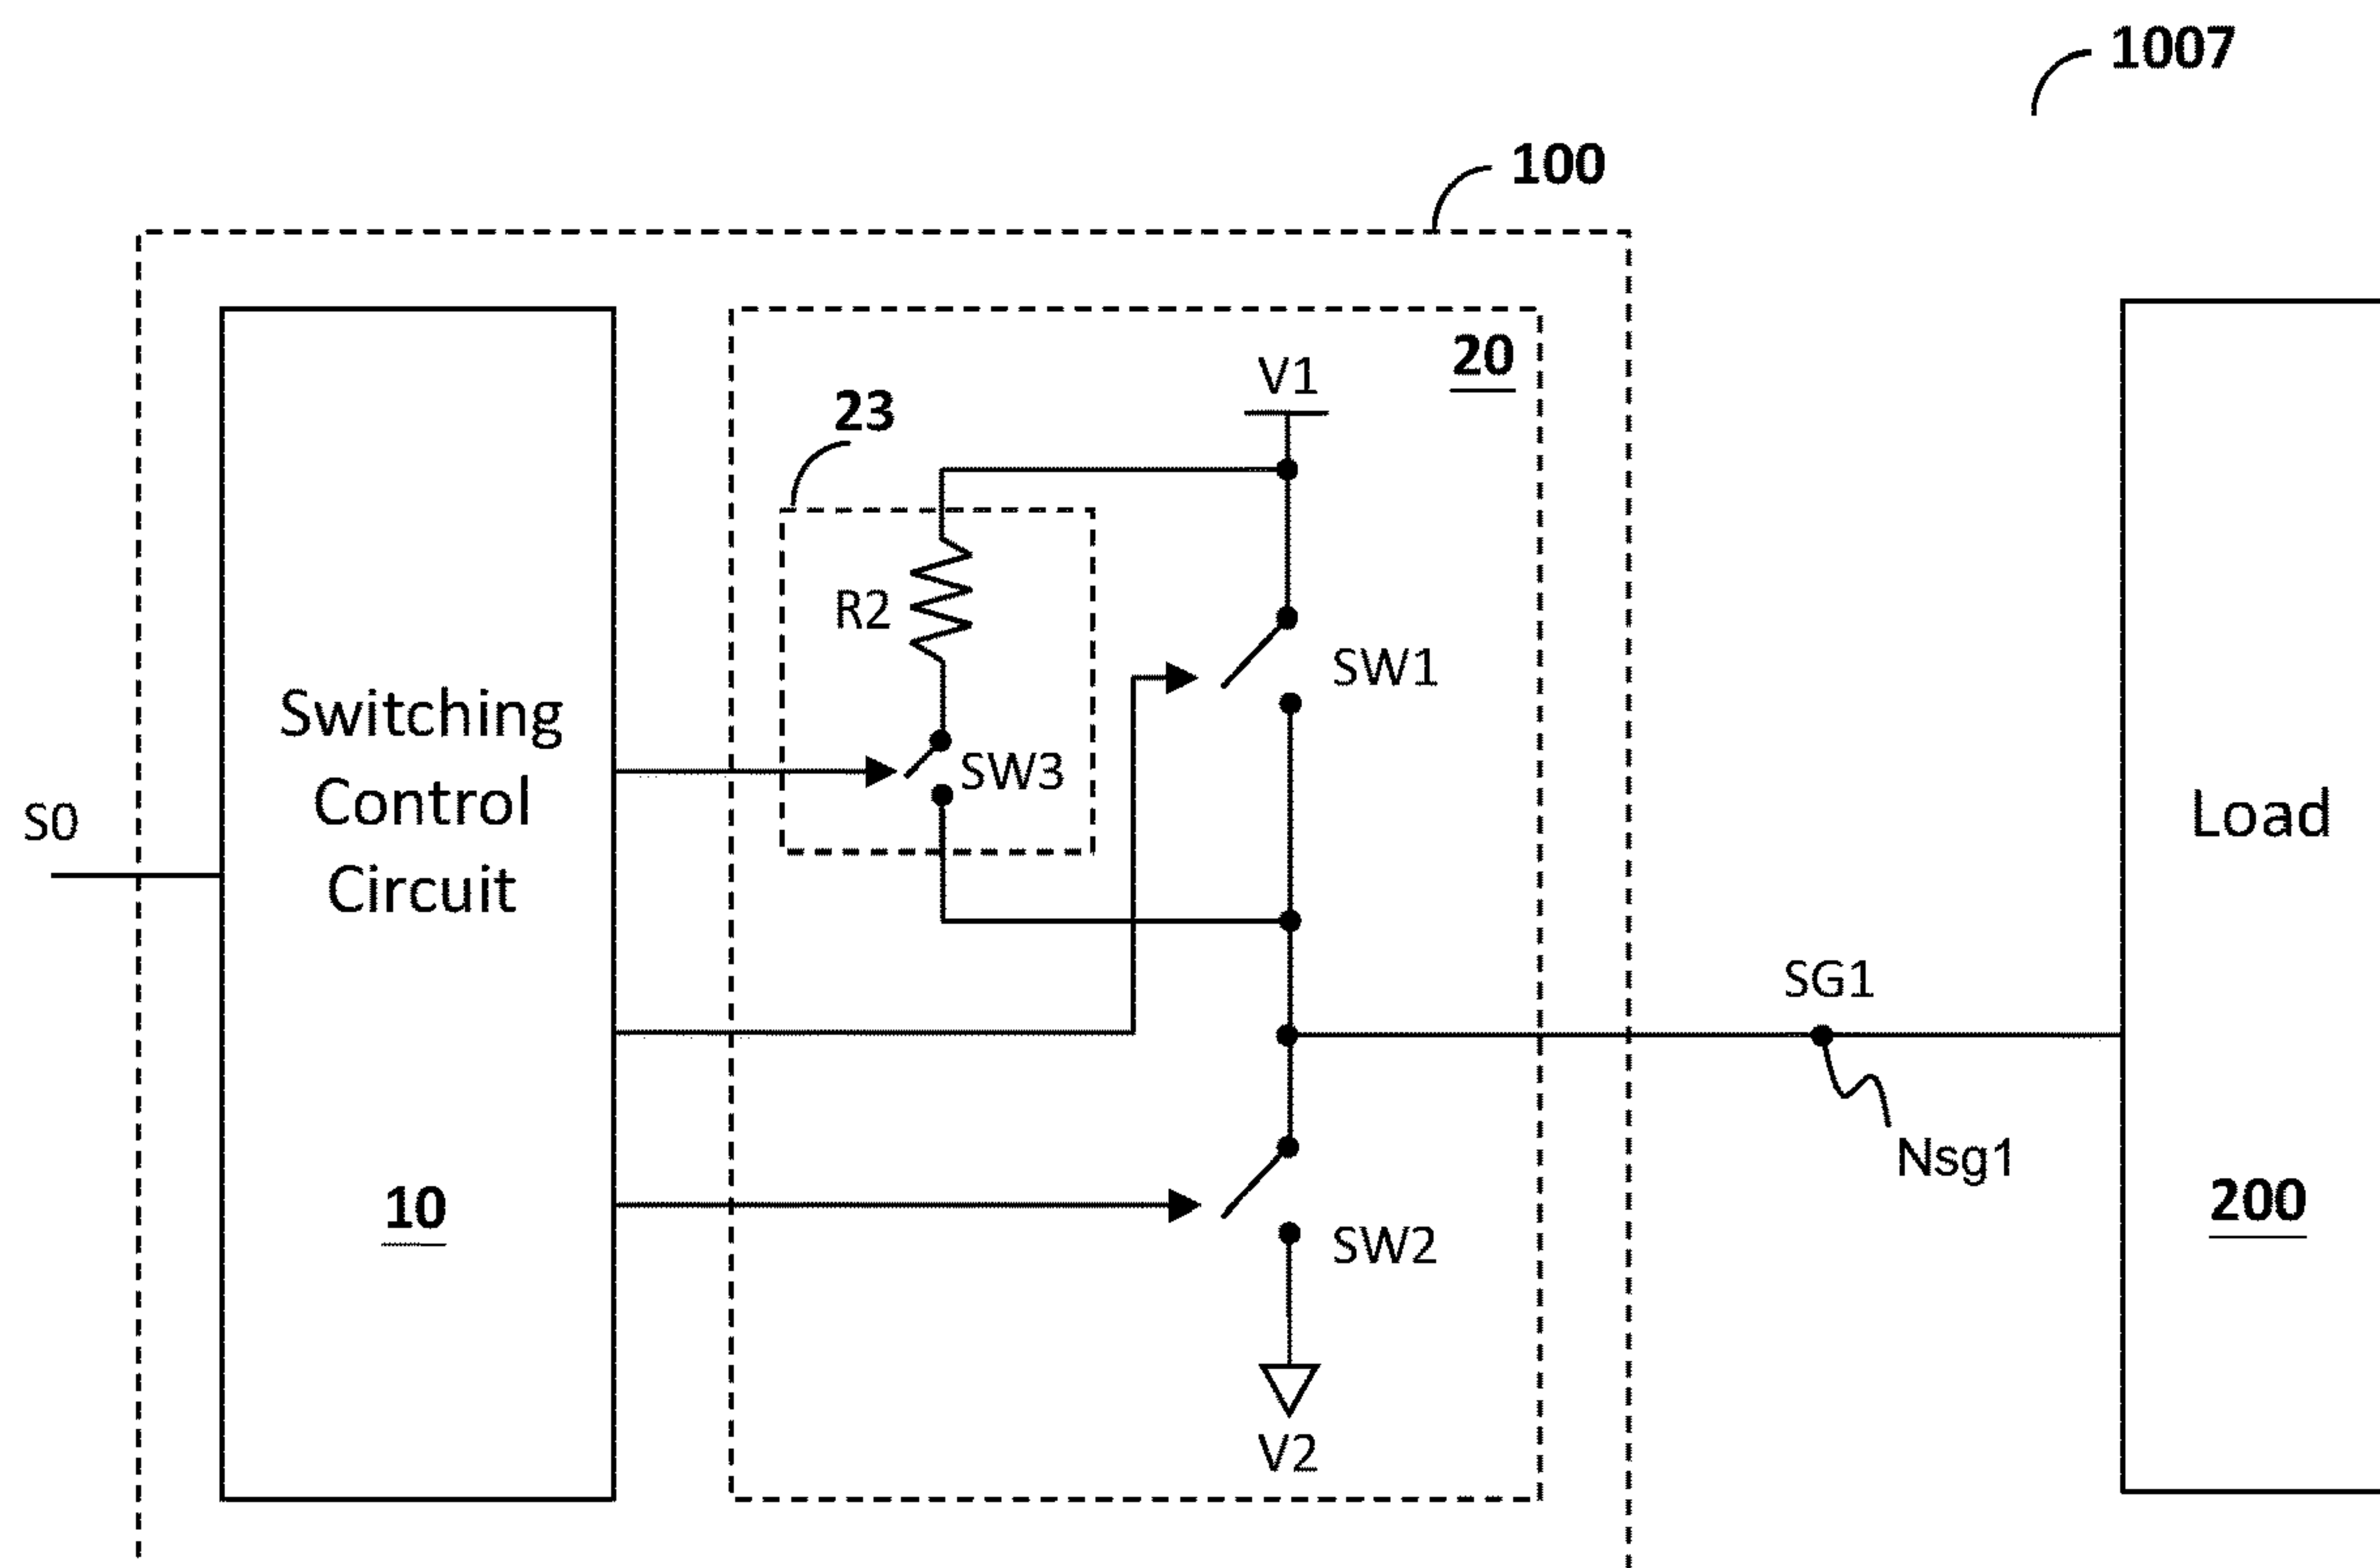 1007
100
20
V1
23
R2
SW1
Switching
Control
Circuit
SW3
S0
Load
SG1
Nsg1
10
200
SW2
V2